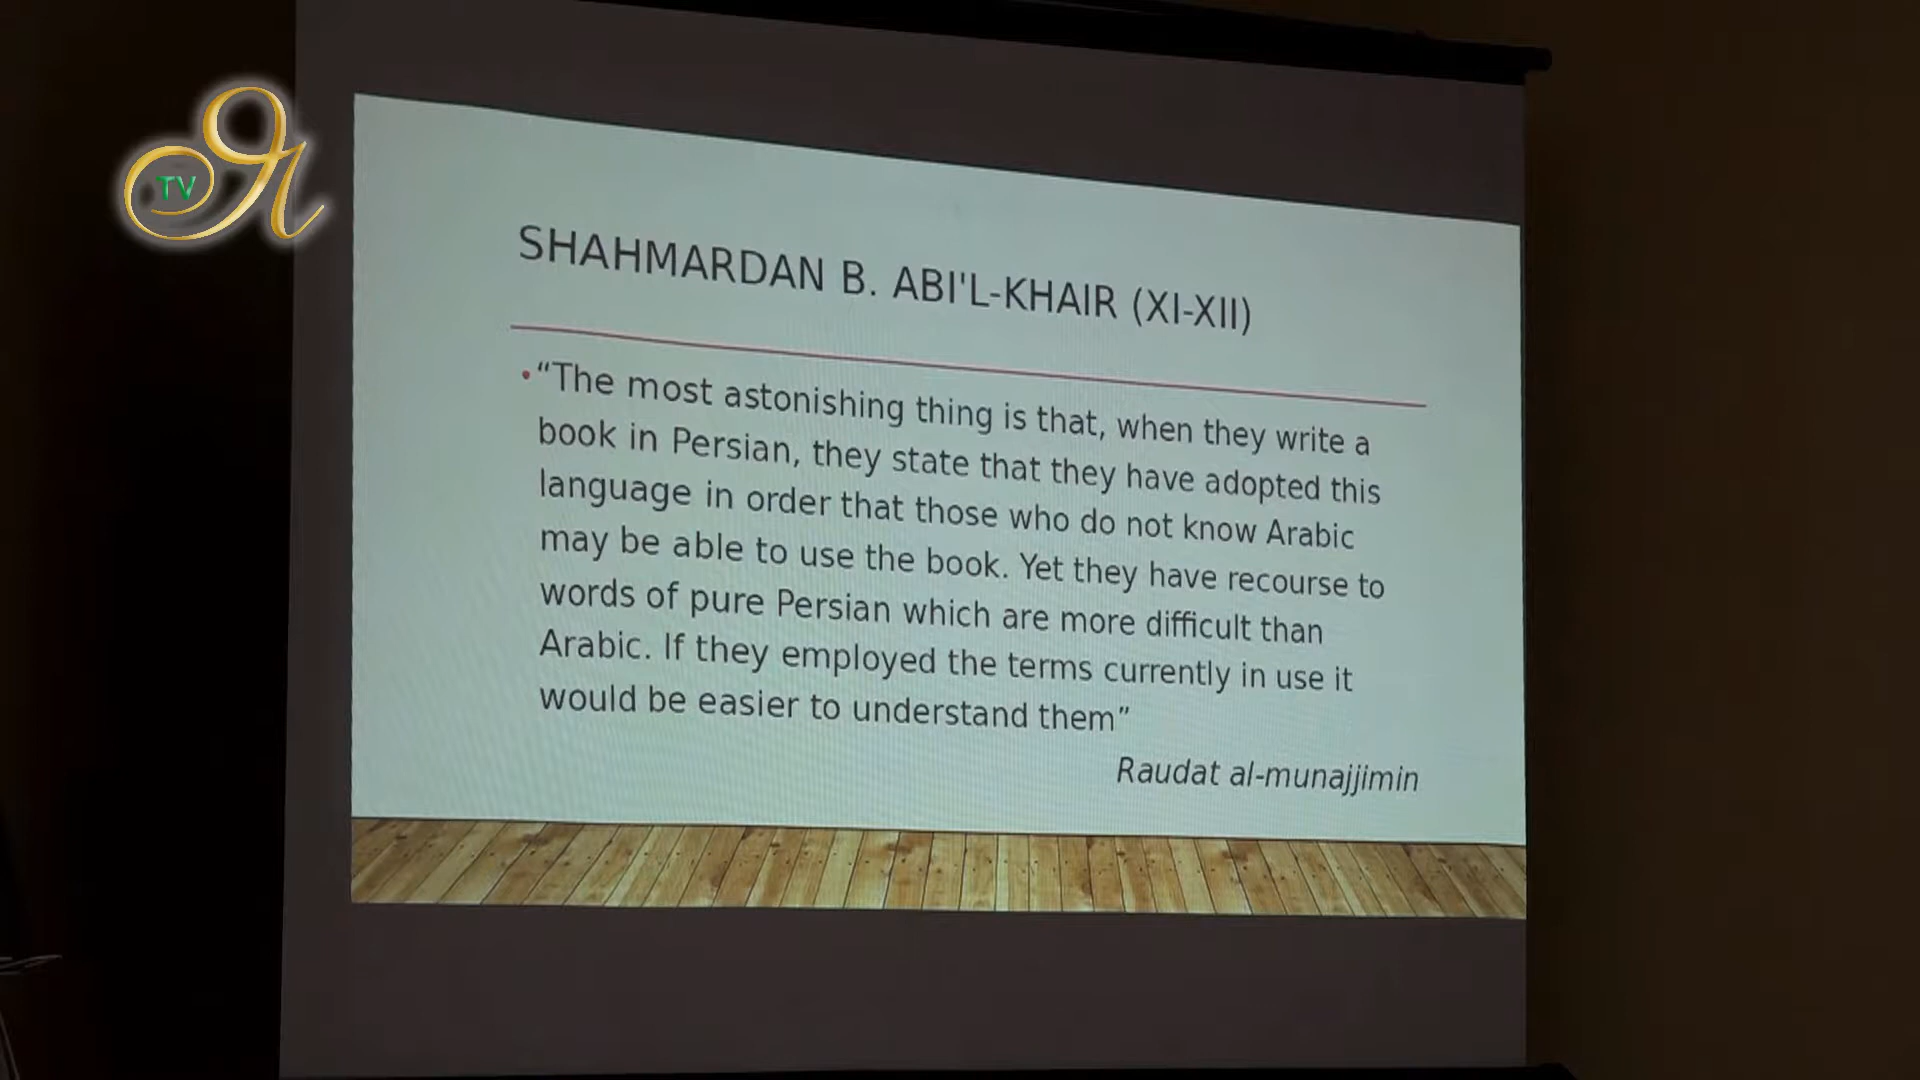 TV
SHAHMARDAN B. ABI'L-KHAIR (XI-XII)
•“The most astonishing thing is that, when they write a
book in Persian, they state that they have adopted this
language in order that those who do not know Arabic
may be able to use the book. Yet they have recourse to
words of pure Persian which are more difficult than
Arabic. If they employed the terms currently in use it
would be easier to understand them”
Raudat al-munajjimin